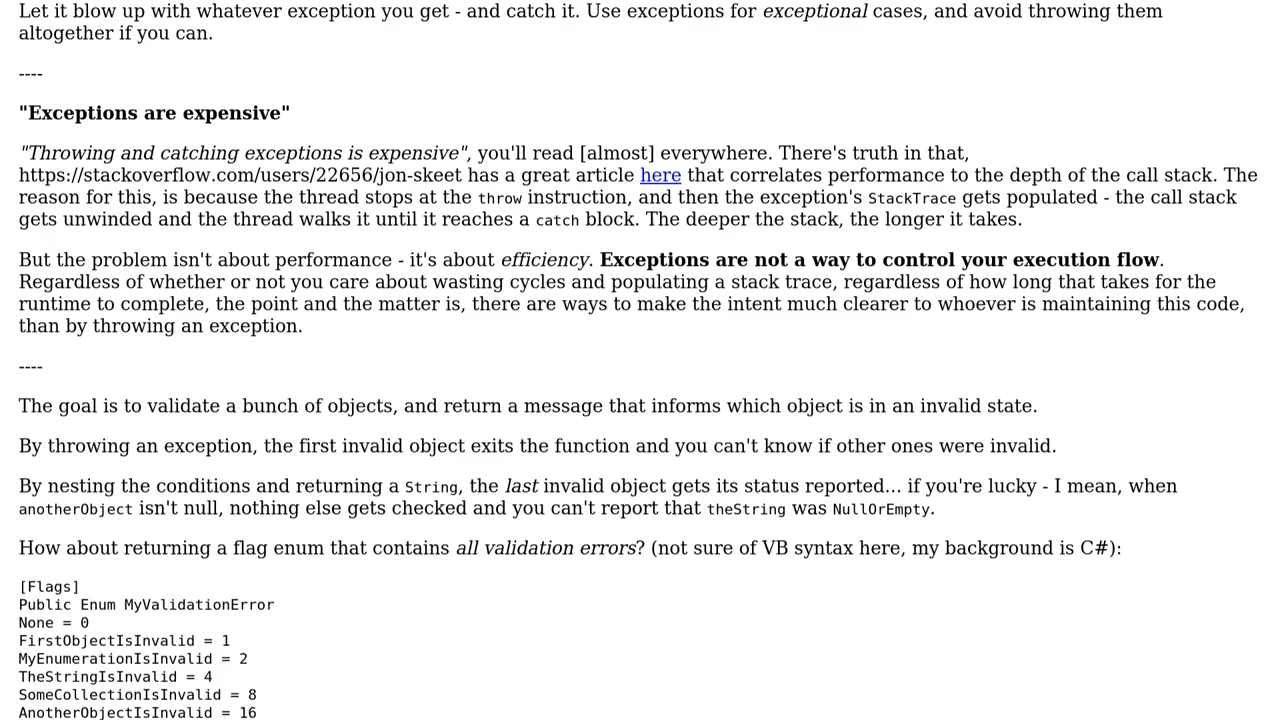 Let it blow up with whatever exception you get - and catch it. Use exceptions for exceptional cases, and avoid throwing them
altogether if you can.
----
"Exceptions are expensive"
"Throwing and catching exceptions is expensive", you'll read [almost] everywhere. There's truth in that,
https://stackoverflow.com/users/22656/jon-skeet has a great article here that correlates performance to the depth of the call stack. The
reason for this, is because the thread stops at the throw instruction, and then the exception's StackTrace gets populated - the call stack
gets unwinded and the thread walks it until it reaches a catch block. The deeper the stack, the longer it takes.
But the problem isn't about performance - it's about efficiency. Exceptions are not a way to control your execution flow.
Regardless of whether or not you care about wasting cycles and populating a stack trace, regardless of how long that takes for the
runtime to complete, the point and the matter is, there are ways to make the intent much clearer to whoever is maintaining this code,
than by throwing an exception.
----
The goal is to validate a bunch of objects, and return a message that informs which object is in an invalid state.
By throwing an exception, the first invalid object exits the function and you can't know if other ones were invalid.
By nesting the conditions and returning a String, the last invalid object gets its status reported... if you're lucky - I mean, when
anotherObject isn't null, nothing else gets checked and you can't report that theString was NullOrEmpty.
How about returning a flag enum that contains all validation errors? (not sure of VB syntax here, my background is C#):
[Flags]
Public Enum MyValidationError
None = 0
FirstObjectIsInvalid = 1
MyEnumerationIsInvalid = 2
TheStringIsInvalid = 4
SomeCollectionIsInvalid = 8
AnotherObjectIsInvalid = 16